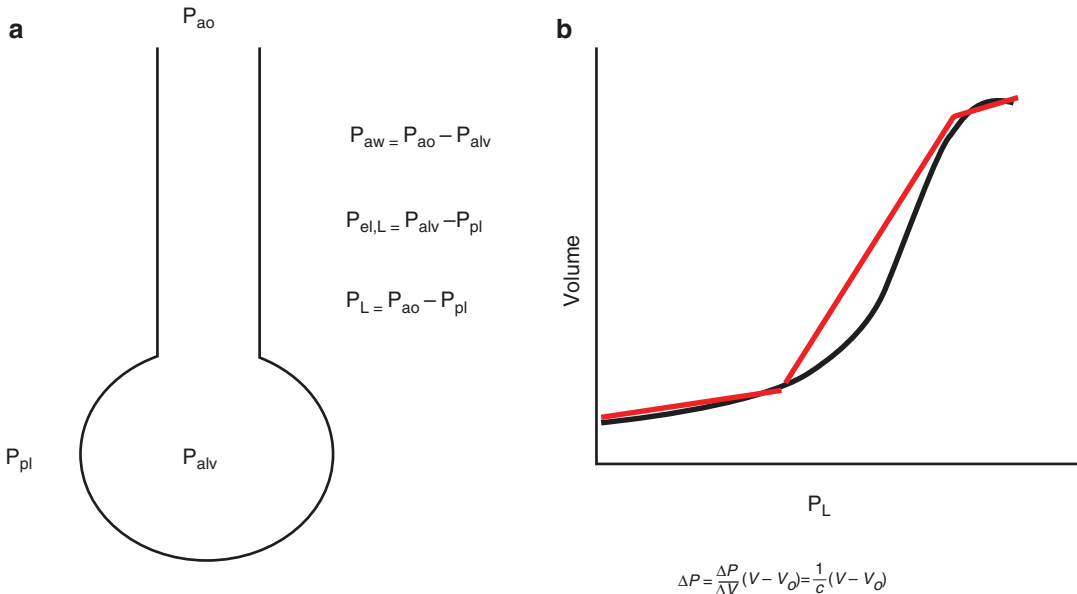 a
P_ao
P_aw = P_ao – P_alv
P_el,L = P_alv –P_pl
P_L = P_ao – P_pl
P_pl
P_alv
b
Volume
P_L
ΔP = ΔP/ΔV (V – V_o) = 1/c (V – V_o)